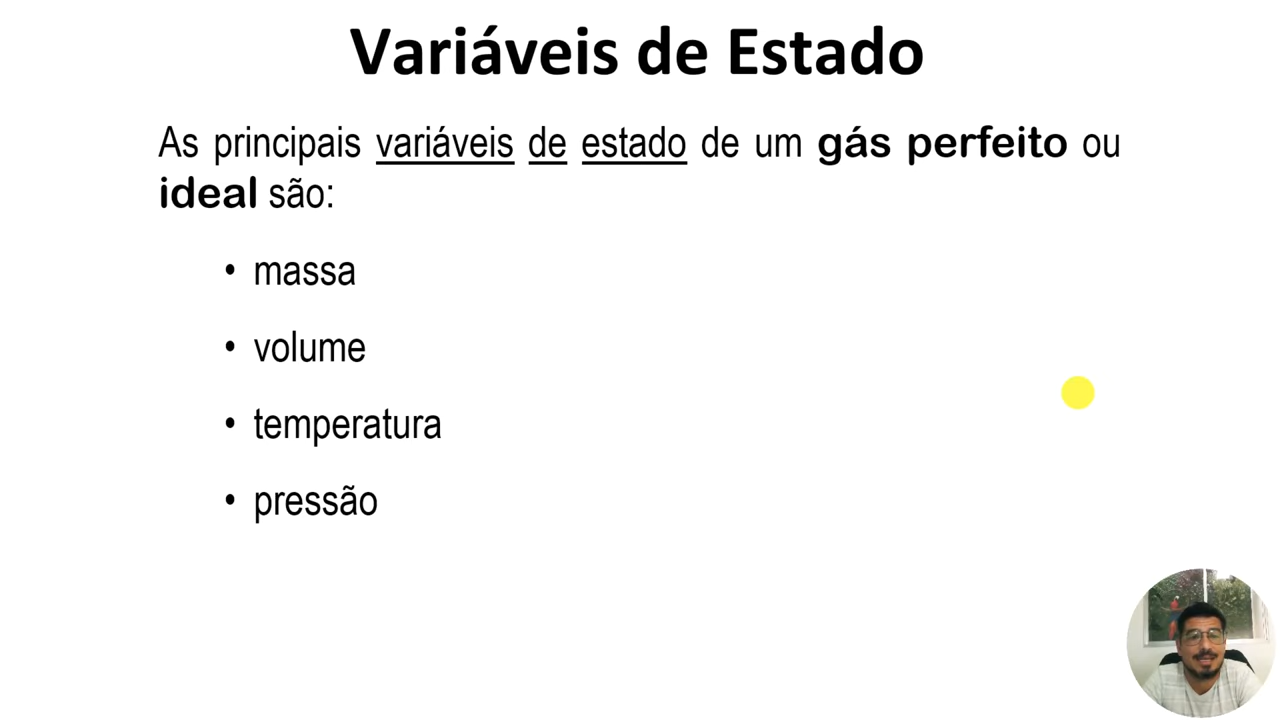 Variáveis de Estado
As principais variáveis de estado de um gás perfeito ou
ideal são:
• massa
• volume
• temperatura
• pressão